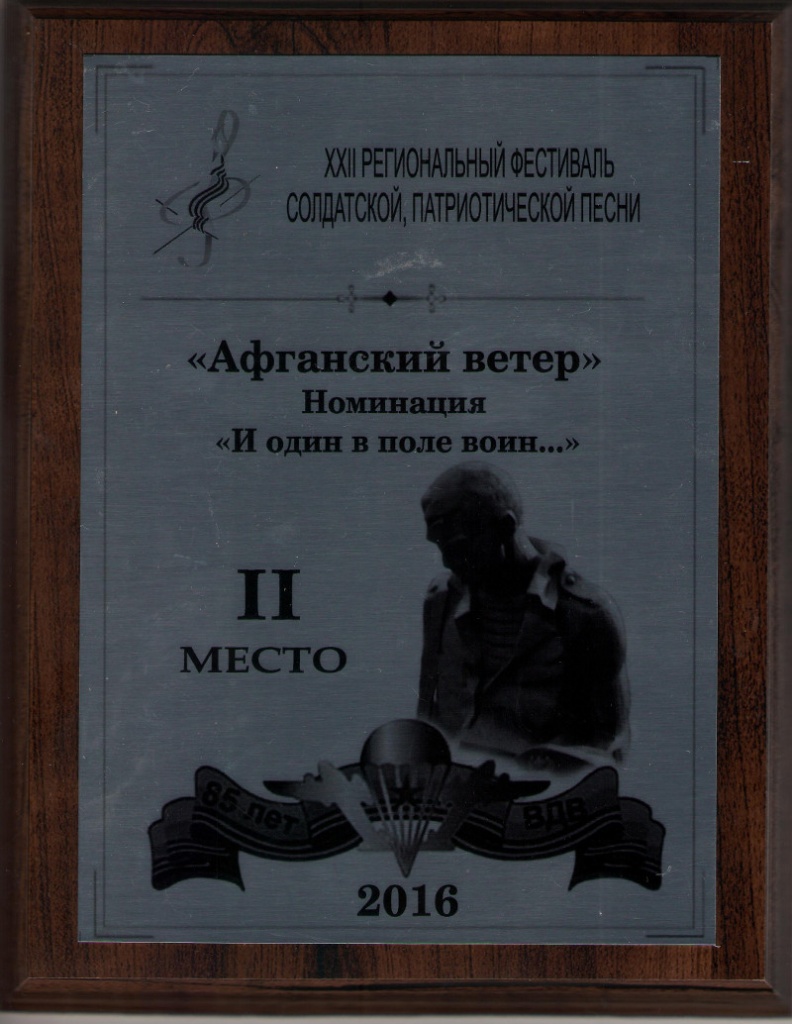 XXII РЕГИОНАЛЬНЫЙ ФЕСТИВАЛЬ
СОЛДАТСКОЙ, ПАТРИОТИЧЕСКОЙ ПЕСНИ
«Афганский ветер»
Номинация
«И один в поле воин...»
II
МЕСТО
85 лет ВДВ
2016